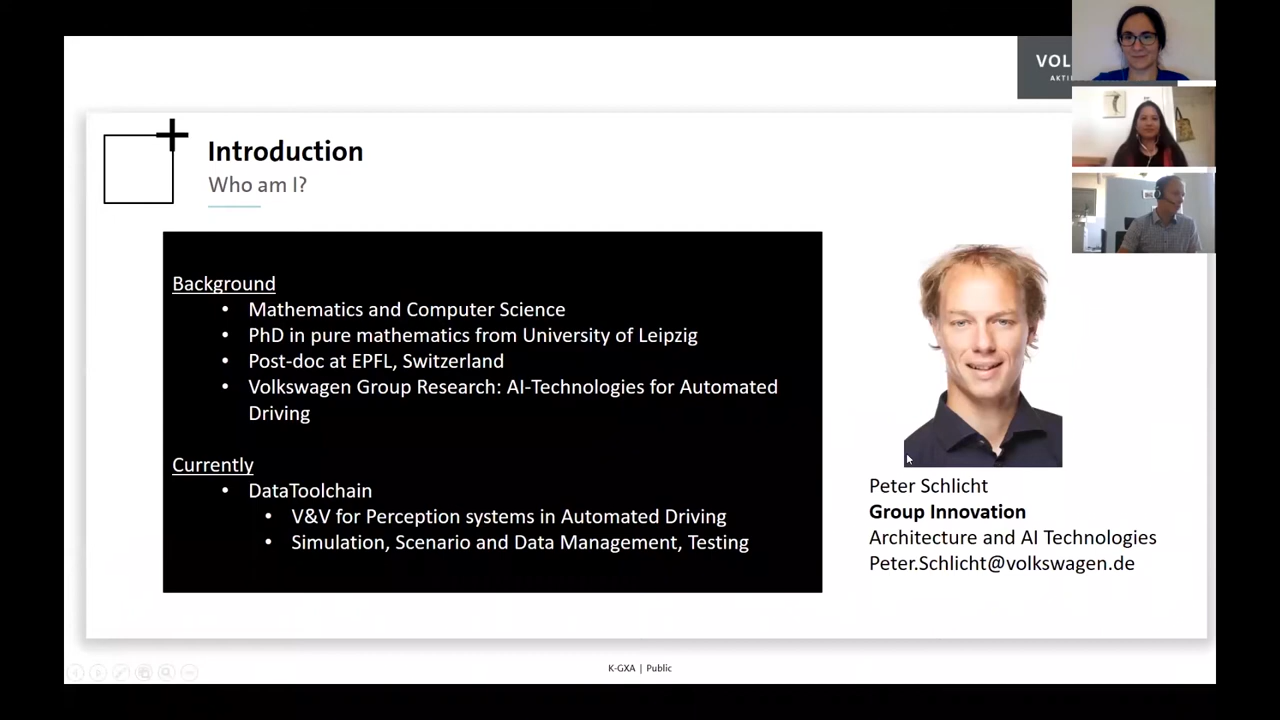 VOL
AKTI
Introduction
Who am I?
Background
• Mathematics and Computer Science
• PhD in pure mathematics from University of Leipzig
• Post-doc at EPFL, Switzerland
• Volkswagen Group Research: AI-Technologies for Automated
Driving
Currently
• DataToolchain
• V&V for Perception systems in Automated Driving
• Simulation, Scenario and Data Management, Testing
Peter Schlicht
Group Innovation
Architecture and AI Technologies
Peter.Schlicht@volkswagen.de
K-GXA | Public